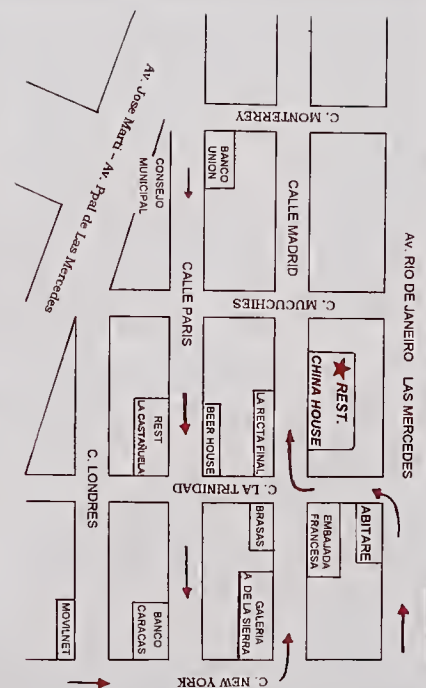 Av. RIO DE JANEIRO LAS MERCEDES
C. MONTERREY
CALLE MADRID
BANCO
UNION
CONSEJO
MUNICIPAL
Av. Jose Marti - Av. Ppal de Las Mercedes
C. MUCUCHIES
CALLE PARIS
REST.
CHINA HOUSE
LA RECTA FINAL
BEER HOUSE
REST
LA CASTAÑUELA
C. LONDRES
C. LA TRINIDAD
ABITARE
EMBAJADA
FRANCESA
BRASAS
GALERIA
A. DE LA SIERRA
BANCO
CARACAS
MOVILNET
C. NEW YORK